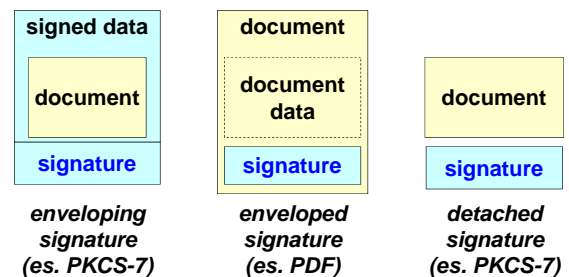 signed data
document
signature
enveloping
signature
(es. PKCS-7)
document
document
data
signature
enveloped
signature
(es. PDF)
document
signature
detached
signature
(es. PKCS-7)